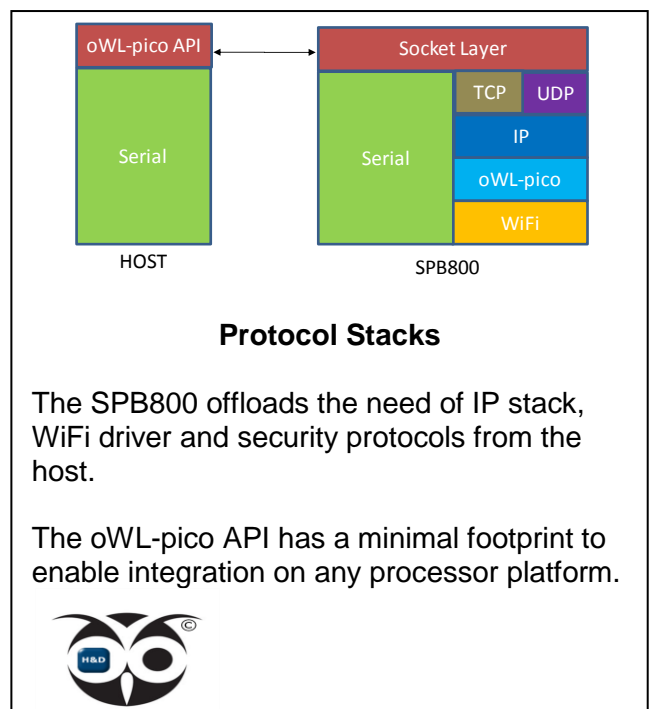 oWL-pico API
Socket Layer
TCP
UDP
IP
Serial
Serial
oWL-pico
WiFi
HOST
SPB800
Protocol Stacks
The SPB800 offloads the need of IP stack,
WiFi driver and security protocols from the
host.
The oWL-pico API has a minimal footprint to
enable integration on any processor platform.
©
H&D